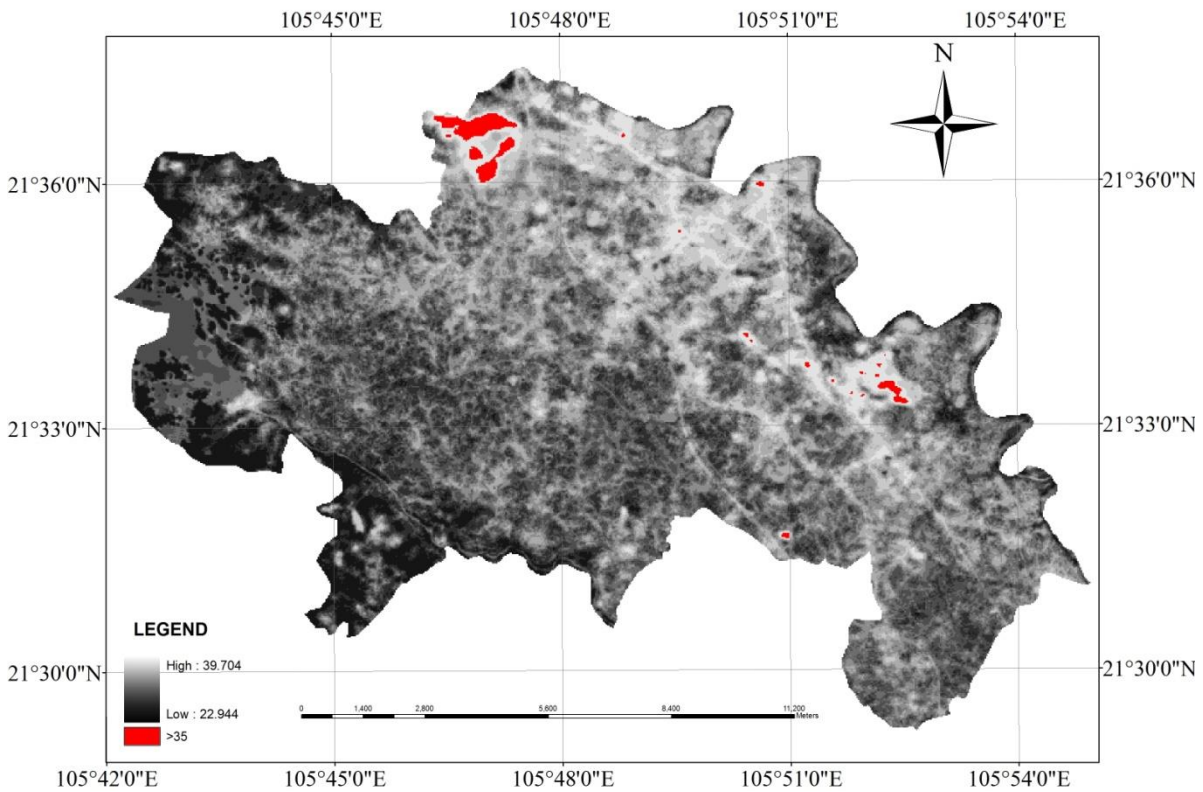 105°45'0"E 105°48'0"E 105°51'0"E 105°54'0"E
N
21°36'0"N 21°36'0"N
21°33'0"N 21°33'0"N
LEGEND
High : 39.704
Low : 22.944
>35
21°30'0"N 21°30'0"N
0 1,400 2,800 5,600 8,400 11,200
Meters
105°42'0"E 105°45'0"E 105°48'0"E 105°51'0"E 105°54'0"E